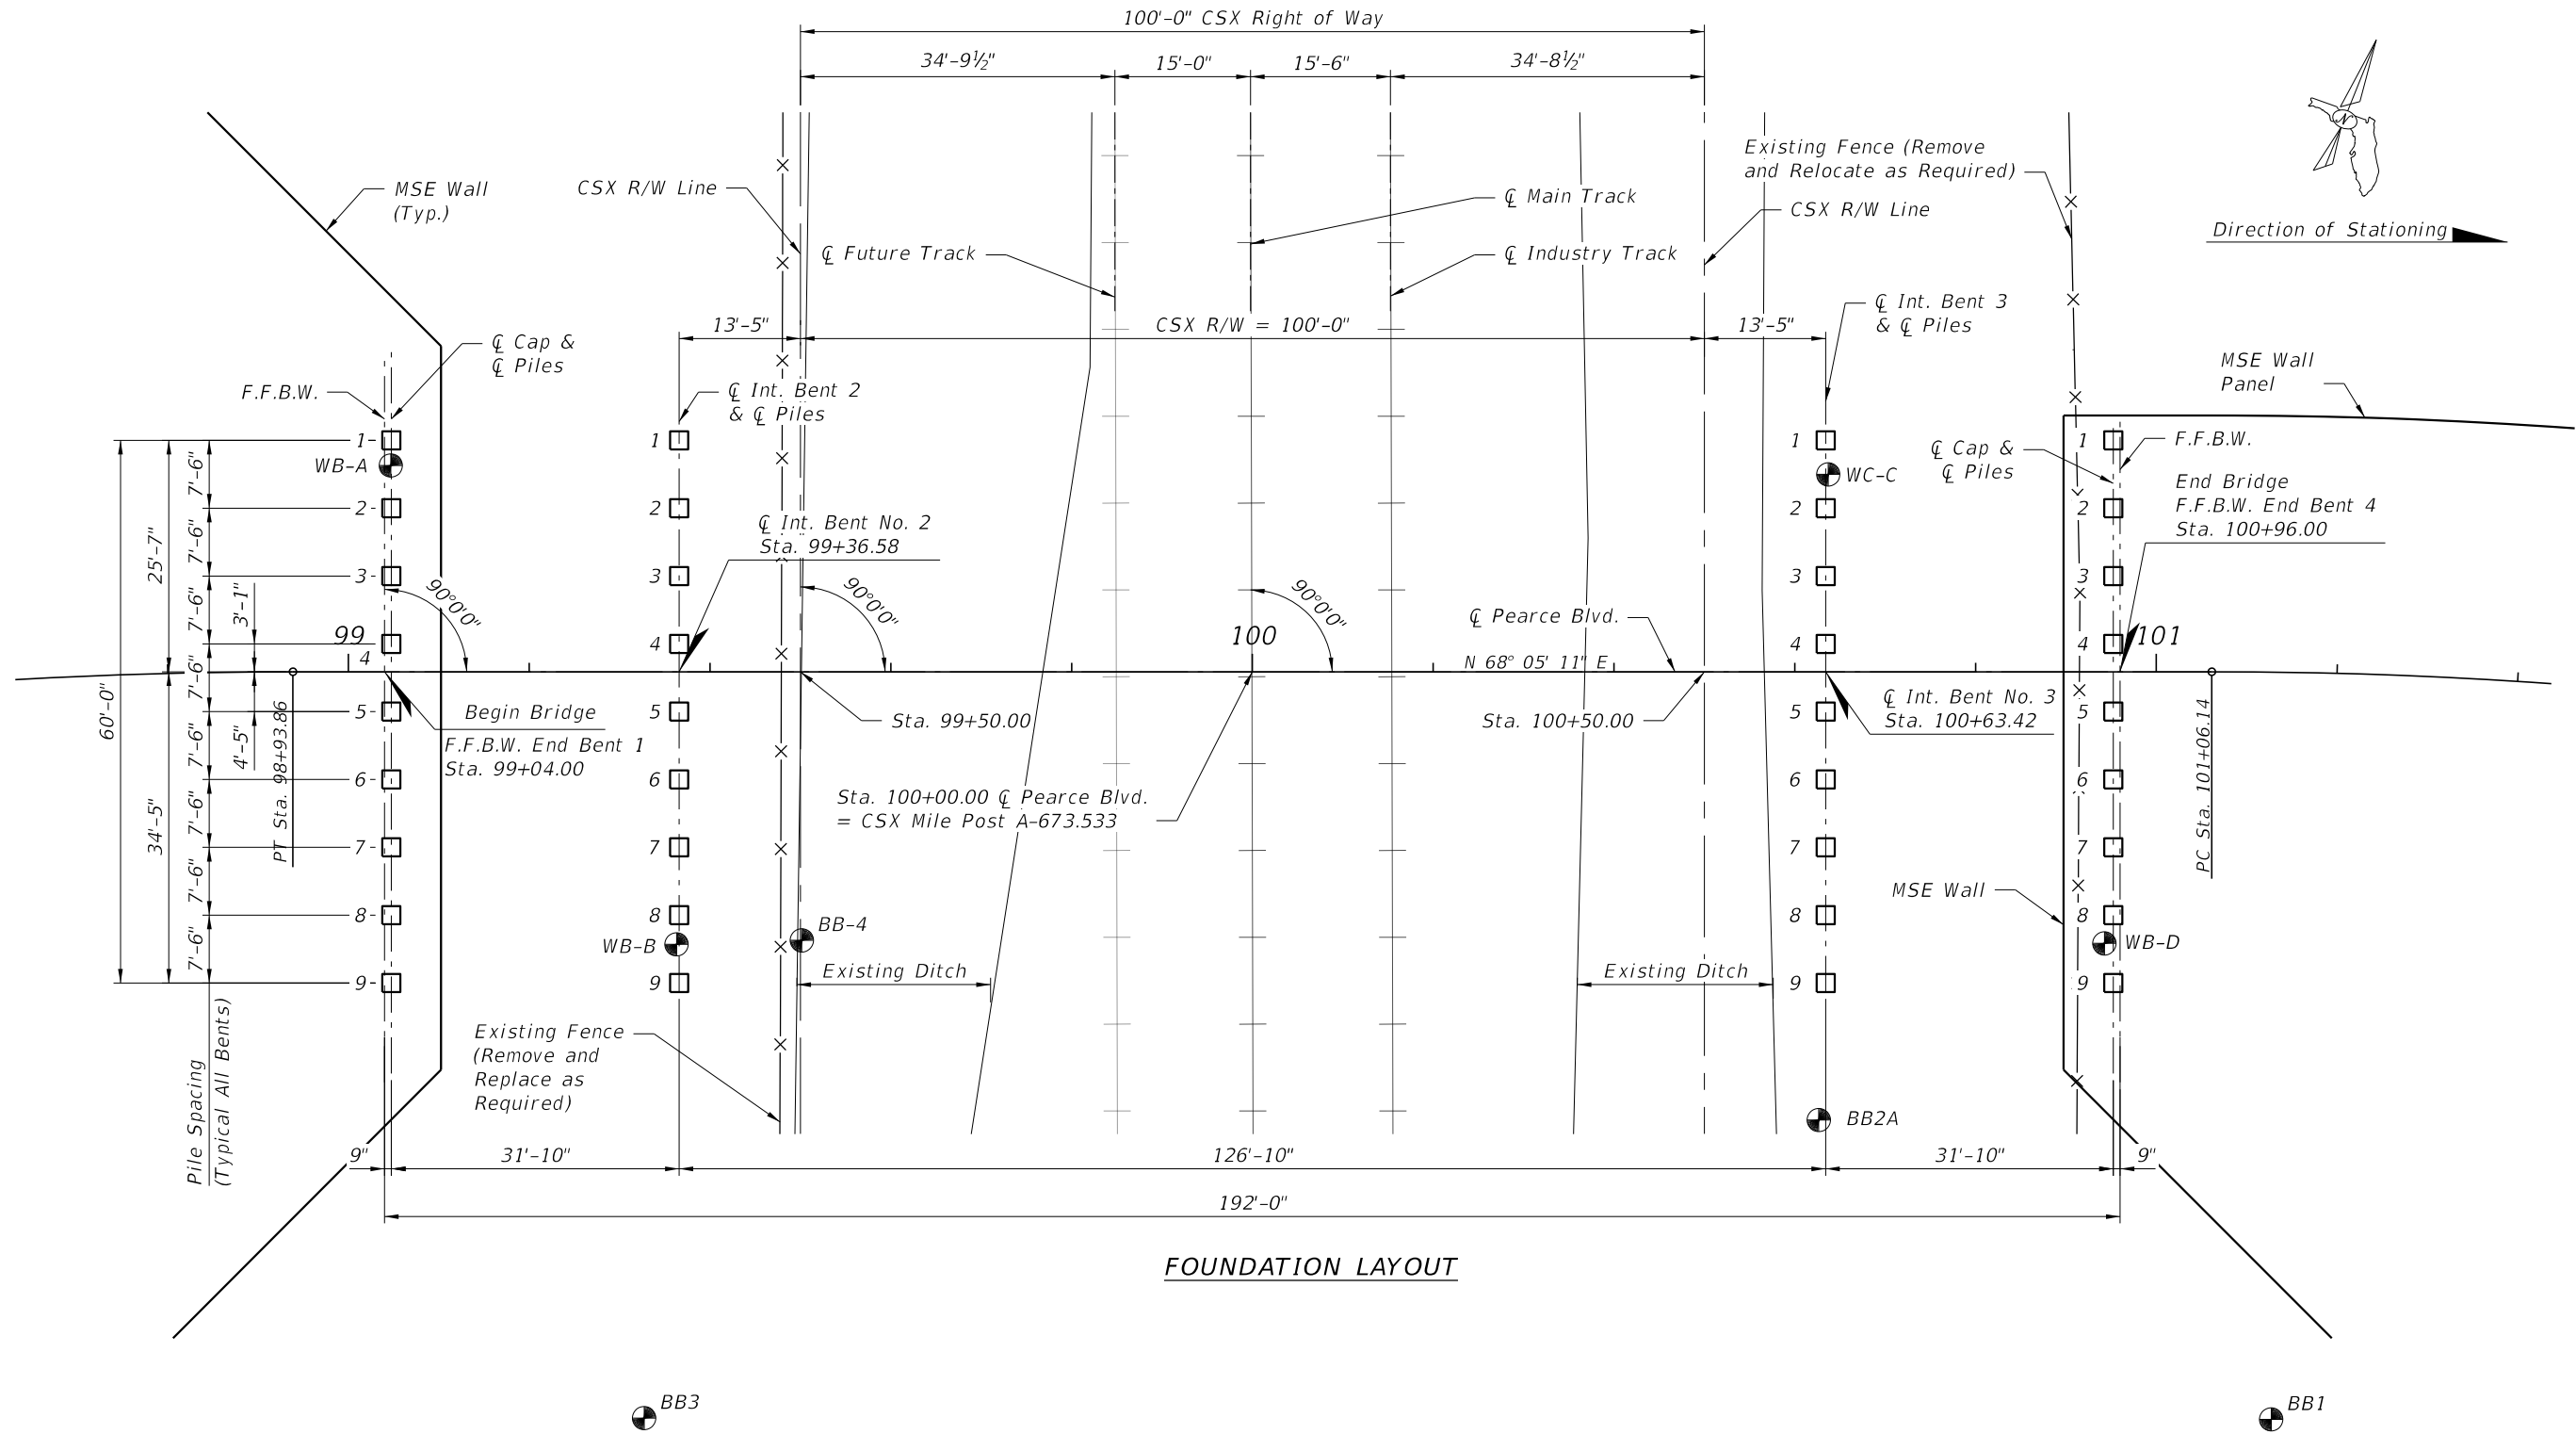 100'-0" CSX Right of Way
34'-9½"
15'-0"
15'-6"
34'-8½"
N
Direction of Stationing
MSE Wall
(Typ.)
CSX R/W Line
℄ Future Track
℄ Main Track
℄ Industry Track
Existing Fence (Remove
and Relocate as Required)
CSX R/W Line
13'-5"
CSX R/W = 100'-0"
13'-5"
℄ Int. Bent 3
& ℄ Piles
℄ Cap &
℄ Piles
F.F.B.W.
℄ Int. Bent 2
& ℄ Piles
MSE Wall
Panel
℄ Cap &
℄ Piles
F.F.B.W.
End Bridge
F.F.B.W. End Bent 4
Sta. 100+96.00
WB-A
WC-C
℄ Int. Bent No. 2
Sta. 99+36.58
1
2
3
4
5
6
7
8
9
1
2
3
4
5
6
7
8
9
1
2
3
4
5
6
7
8
9
1
2
3
4
5
6
7
8
9
7'-6"
7'-6"
7'-6"
7'-6"
7'-6"
7'-6"
7'-6"
7'-6"
25'-7"
34'-5"
60'-0"
3'-1"
4'-5"
90°0'0"
90°0'0"
90°0'0"
99
100
101
℄ Pearce Blvd.
N 68° 05' 11" E
PT Sta. 98+93.86
PC Sta. 101+06.14
Begin Bridge
F.F.B.W. End Bent 1
Sta. 99+04.00
Sta. 99+50.00
Sta. 100+50.00
℄ Int. Bent No. 3
Sta. 100+63.42
Sta. 100+00.00 ℄ Pearce Blvd.
= CSX Mile Post A-673.533
MSE Wall
WB-B
BB-4
WB-D
Existing Ditch
Existing Ditch
Existing Fence
(Remove and
Replace as
Required)
Pile Spacing
(Typical All Bents)
BB2A
9"
31'-10"
126'-10"
31'-10"
9"
192'-0"
FOUNDATION LAYOUT
BB3
BB1